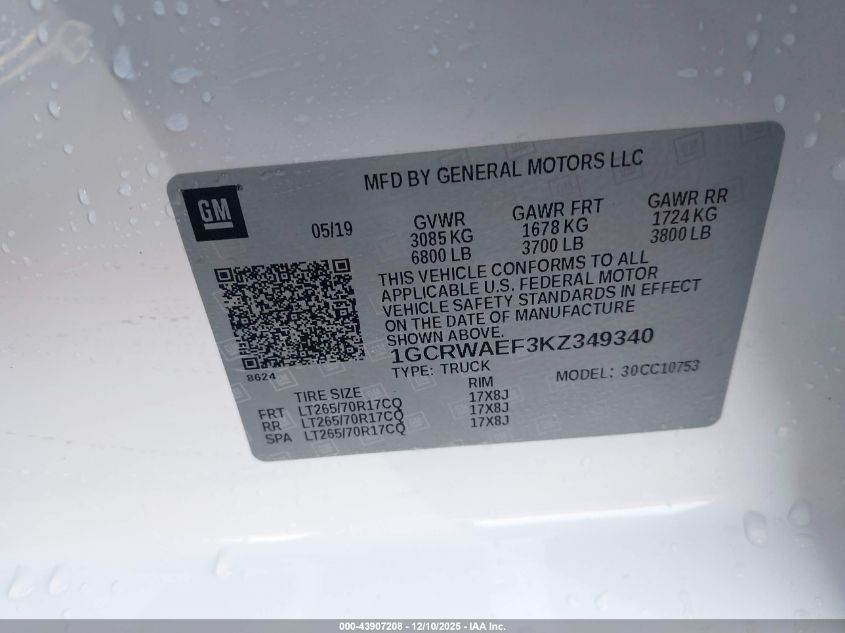 GM
MFD BY GENERAL MOTORS LLC
05/19
GVWR
3085 KG
6800 LB
GAWR FRT
1678 KG
3700 LB
GAWR RR
1724 KG
3800 LB
THIS VEHICLE CONFORMS TO ALL
APPLICABLE U.S. FEDERAL MOTOR
VEHICLE SAFETY STANDARDS IN EFFECT
ON THE DATE OF MANUFACTURE
SHOWN ABOVE.
1GCRWAEF3KZ349340
TYPE: TRUCK
MODEL: 30CC10753
8624
TIRE SIZE RIM
FRT LT265/70R17CQ 17X8J
RR LT265/70R17CQ 17X8J
SPA LT265/70R17CQ 17X8J
000-43907208 - 12/10/2025 - IAA Inc.